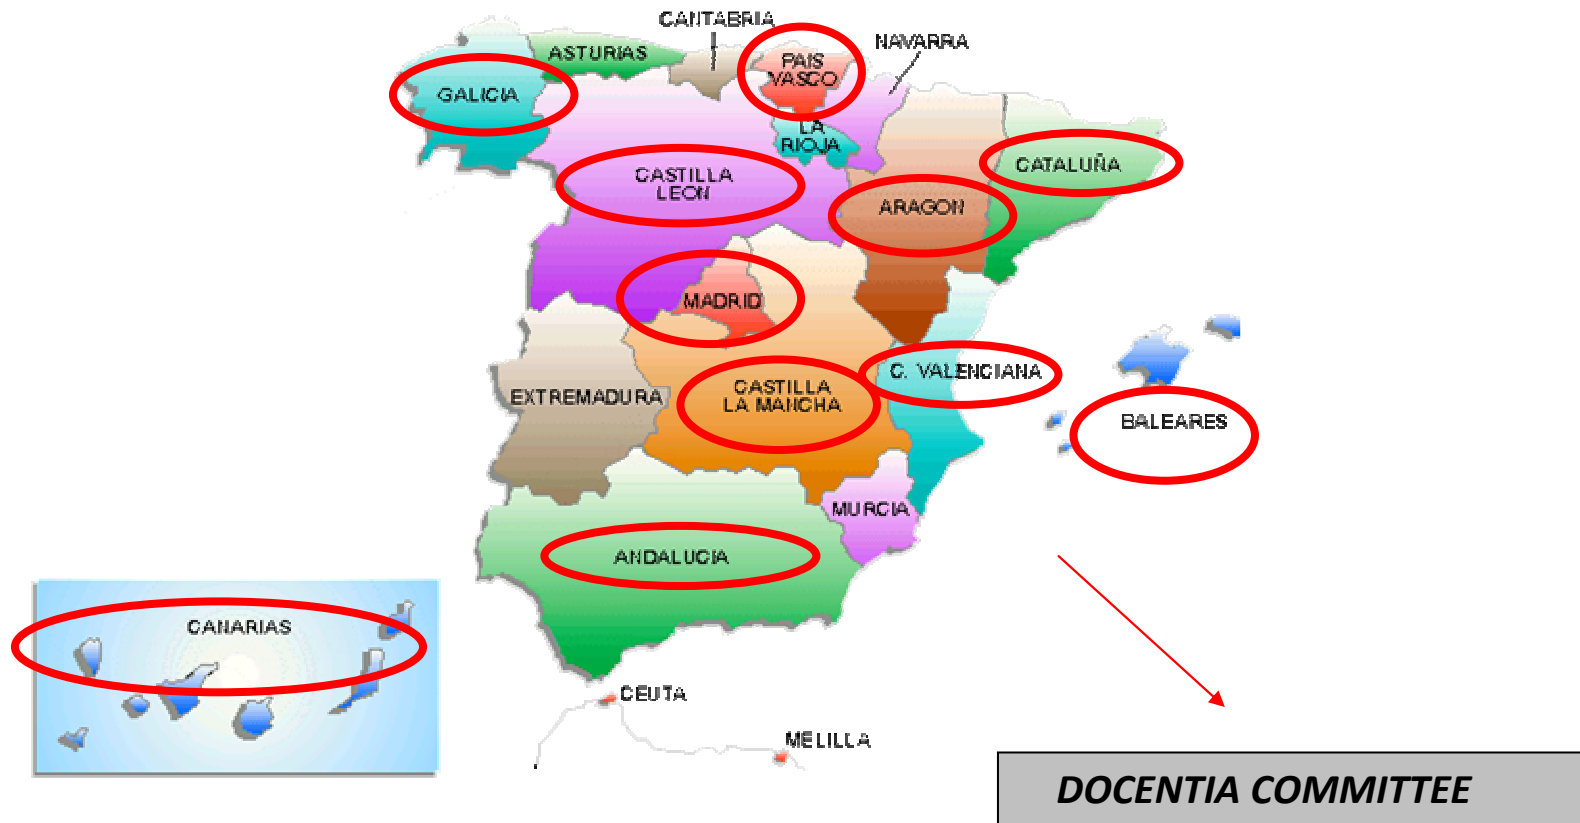 CANTABRIA
ASTURIAS
PAIS
VASCO
NAVARRA
GALICIA
LA
RIOJA
CATALUÑA
CASTILLA
LEON
ARAGON
MADRID
C. VALENCIANA
EXTREMADURA
CASTILLA
LA MANCHA
BALEARES
MURCIA
ANDALUCIA
CANARIAS
CEUTA
MELILLA
DOCENTIA COMMITTEE